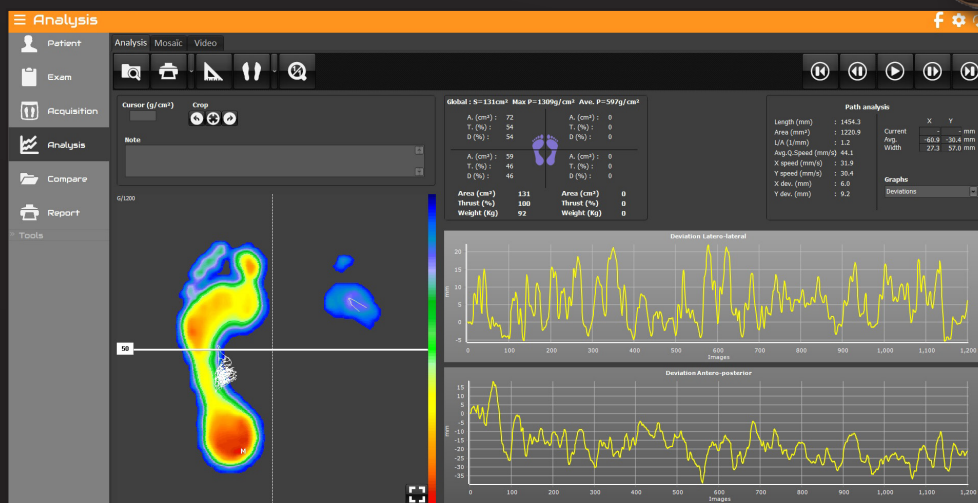 Analysis
Patient
Exam
Acquisition
Analysis
Compare
Report
Tools
Analysis Mosaïc Video
Cursor (g/cm²) Crop
Note
Global : S=131cm² Max P=1309g/cm² Ave. P=597g/cm²
A. (cm²) : 72 A. (cm²) : 0
T. (%) : 54 T. (%) : 0
D (%) : 54 D (%) : 0
A. (cm²) : 59 A. (cm²) : 0
T. (%) : 46 T. (%) : 0
D (%) : 46 D (%) : 0
Area (cm²) 131 Area (cm²) 0
Thrust (%) 100 Thrust (%) 0
Weight (Kg) 92 Weight (Kg) 0
Path analysis
Length (mm) : 1454.3
Area (mm²) : 1220.9
L/A (1/mm) : 1.2
Avg.Q.Speed (mm/s) : 44.1
X speed (mm/s) : 31.9
Y speed (mm/s) : 30.4
X dev. (mm) : 6.0
Y dev. (mm) : 9.2
X Y
Current - - mm
Avg. -60.9 -30.4 mm
Width 27.3 57.0 mm
Graphs
Deviations
G/1200
50
M
Deviation Latero-lateral
20
15
10
5
0
-5
mm
0 100 200 300 400 500 600 700 800 900 1,000 1,100 1,200
Images
Deviation Antero-posterior
15
10
5
0
-5
-10
-15
-20
-25
-30
-35
mm
0 100 200 300 400 500 600 700 800 900 1,000 1,100 1,200
Images